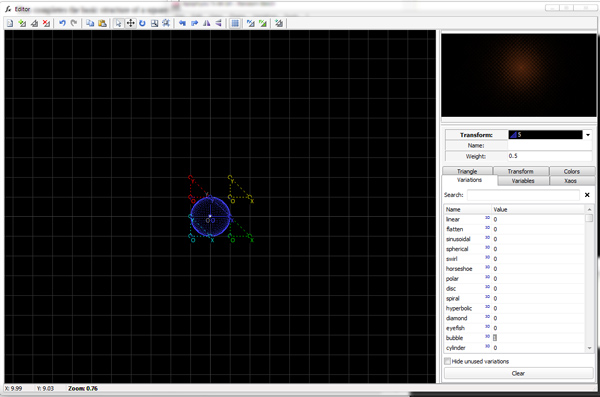 Editor
Transform: 5
Name:
Weight: 0.5
Triangle Transform Colors
Variations Variables Xaos
Search:
Name Value
linear 0
flatten 0
sinusoidal 0
spherical 0
swirl 0
horseshoe 0
polar 0
disc 0
spiral 0
hyperbolic 0
diamond 0
eyefish 0
bubble
cylinder 0
Hide unused variations
Clear
X: 9.99 Y: 9.03 Zoom: 0.76